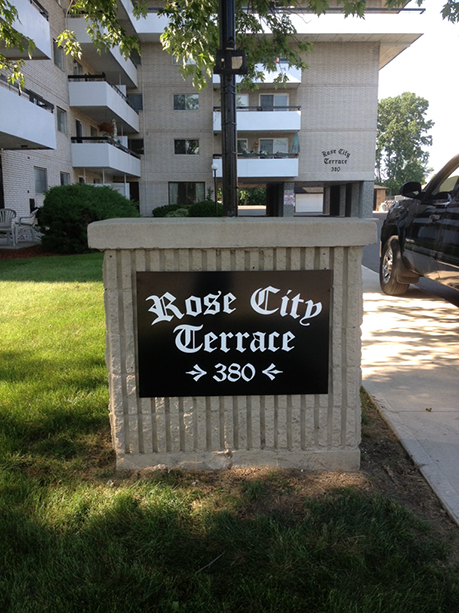 Rose City
Terrace
380
Rose City
Terrace
→ 380 ←